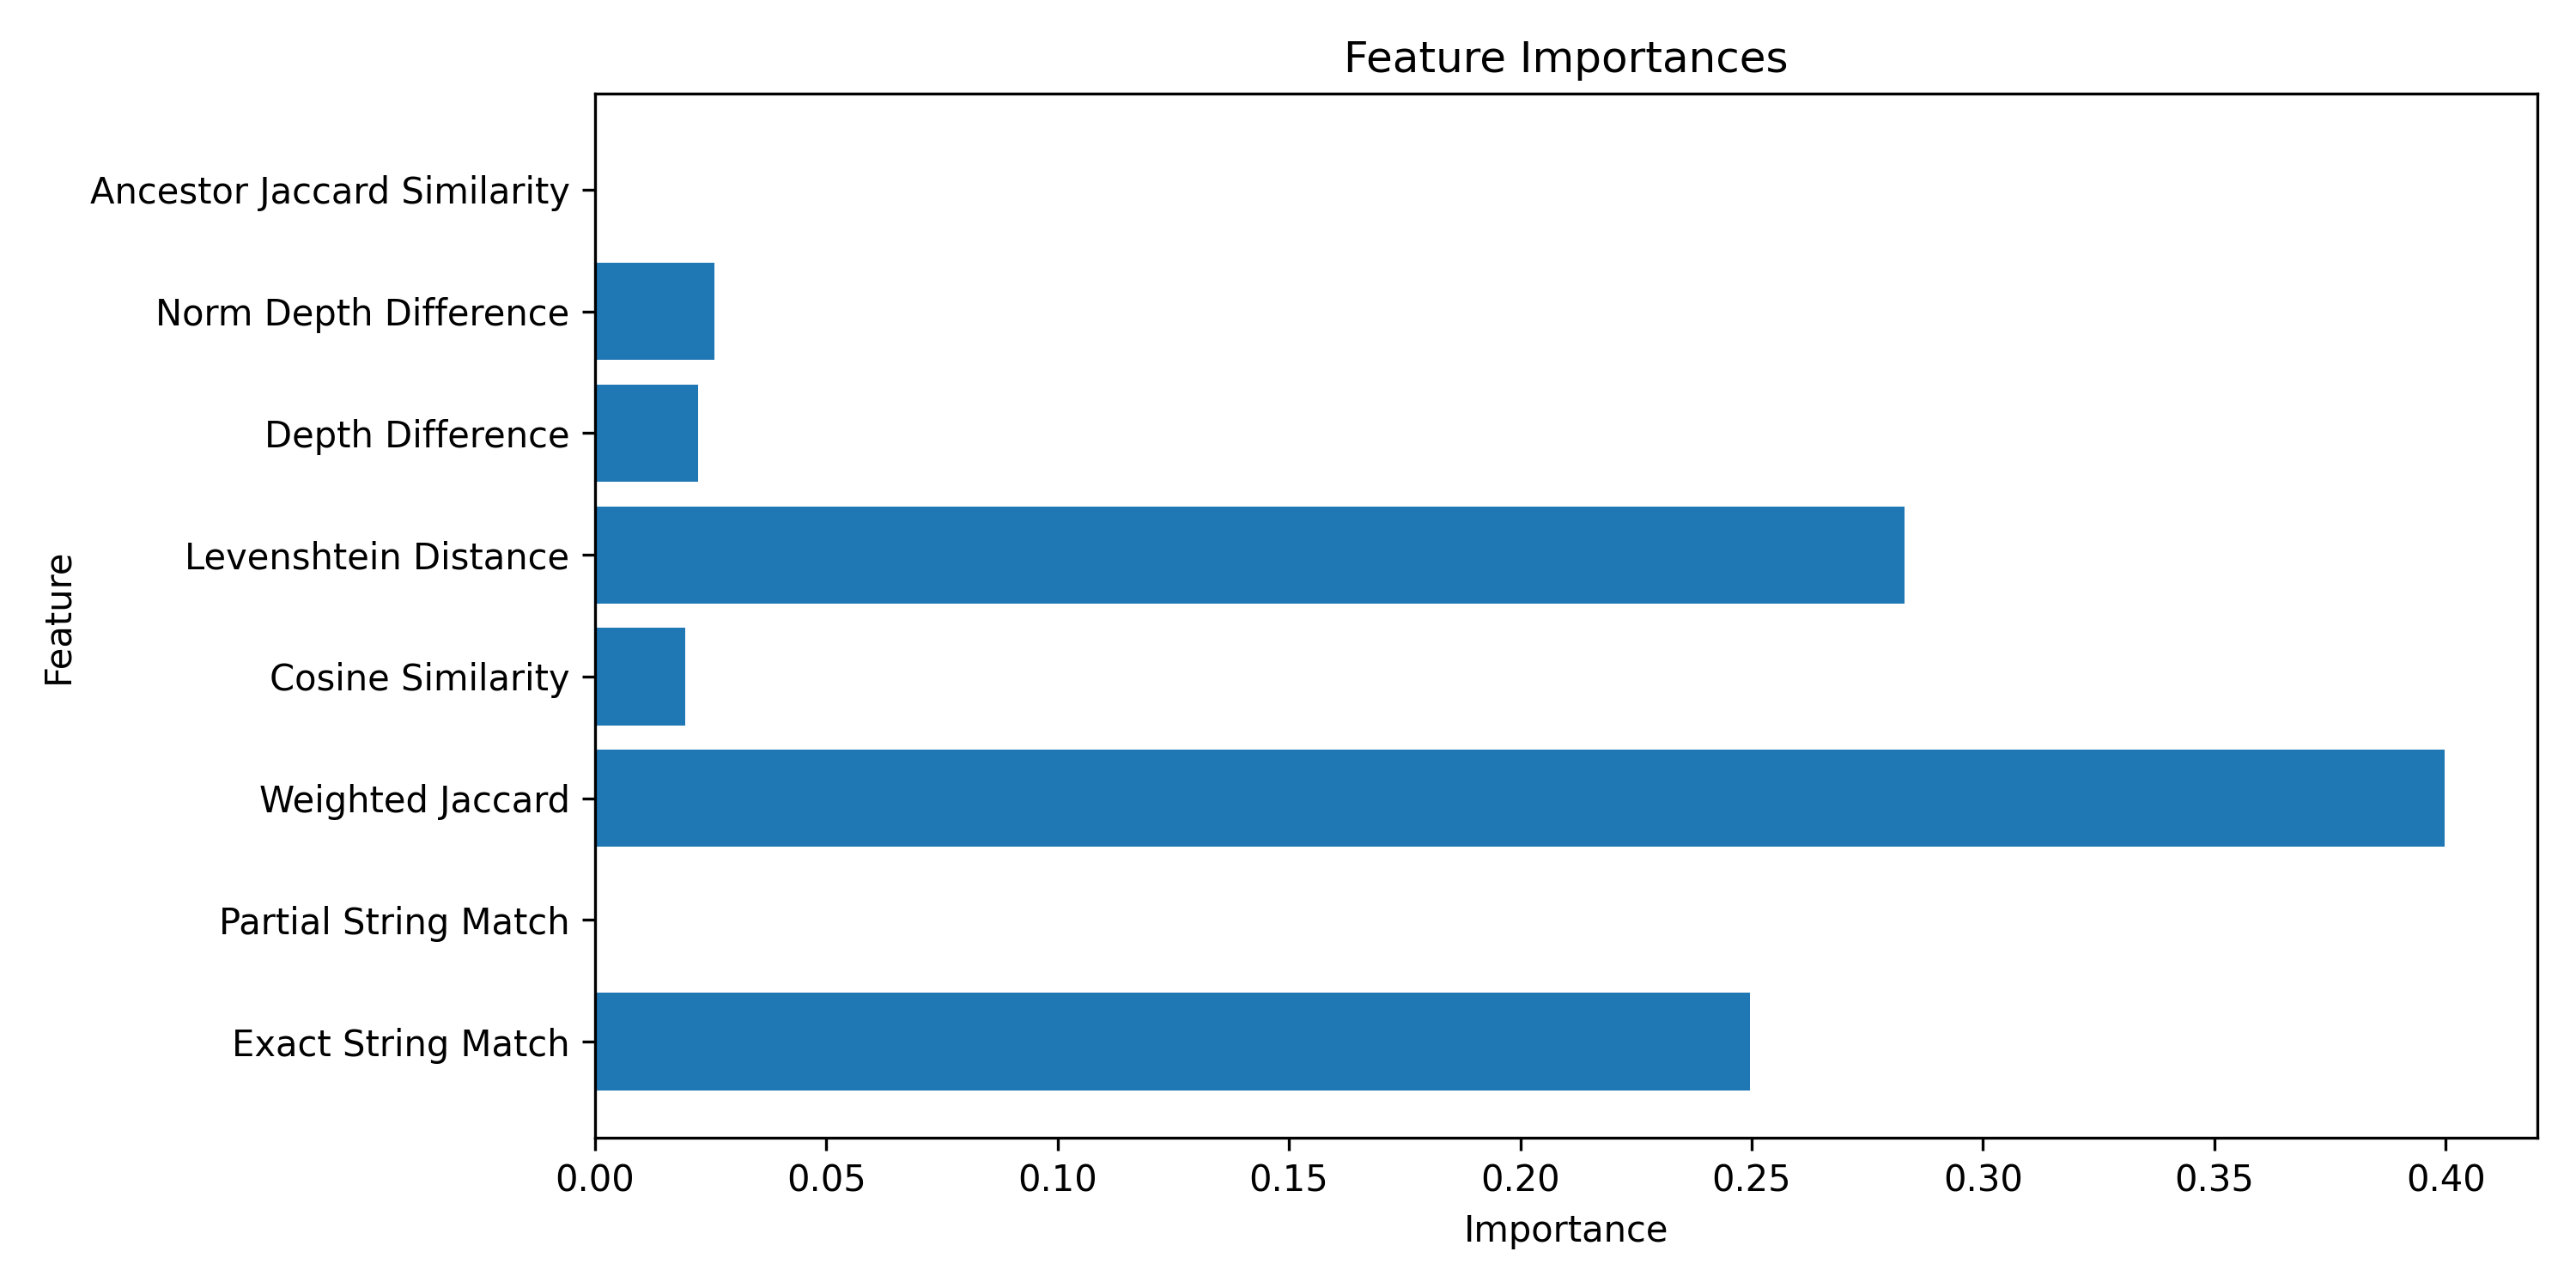 Feature Importances
Ancestor Jaccard Similarity
Norm Depth Difference
Depth Difference
Levenshtein Distance
Cosine Similarity
Weighted Jaccard
Partial String Match
Exact String Match
Feature
0.00 0.05 0.10 0.15 0.20 0.25 0.30 0.35 0.40
Importance